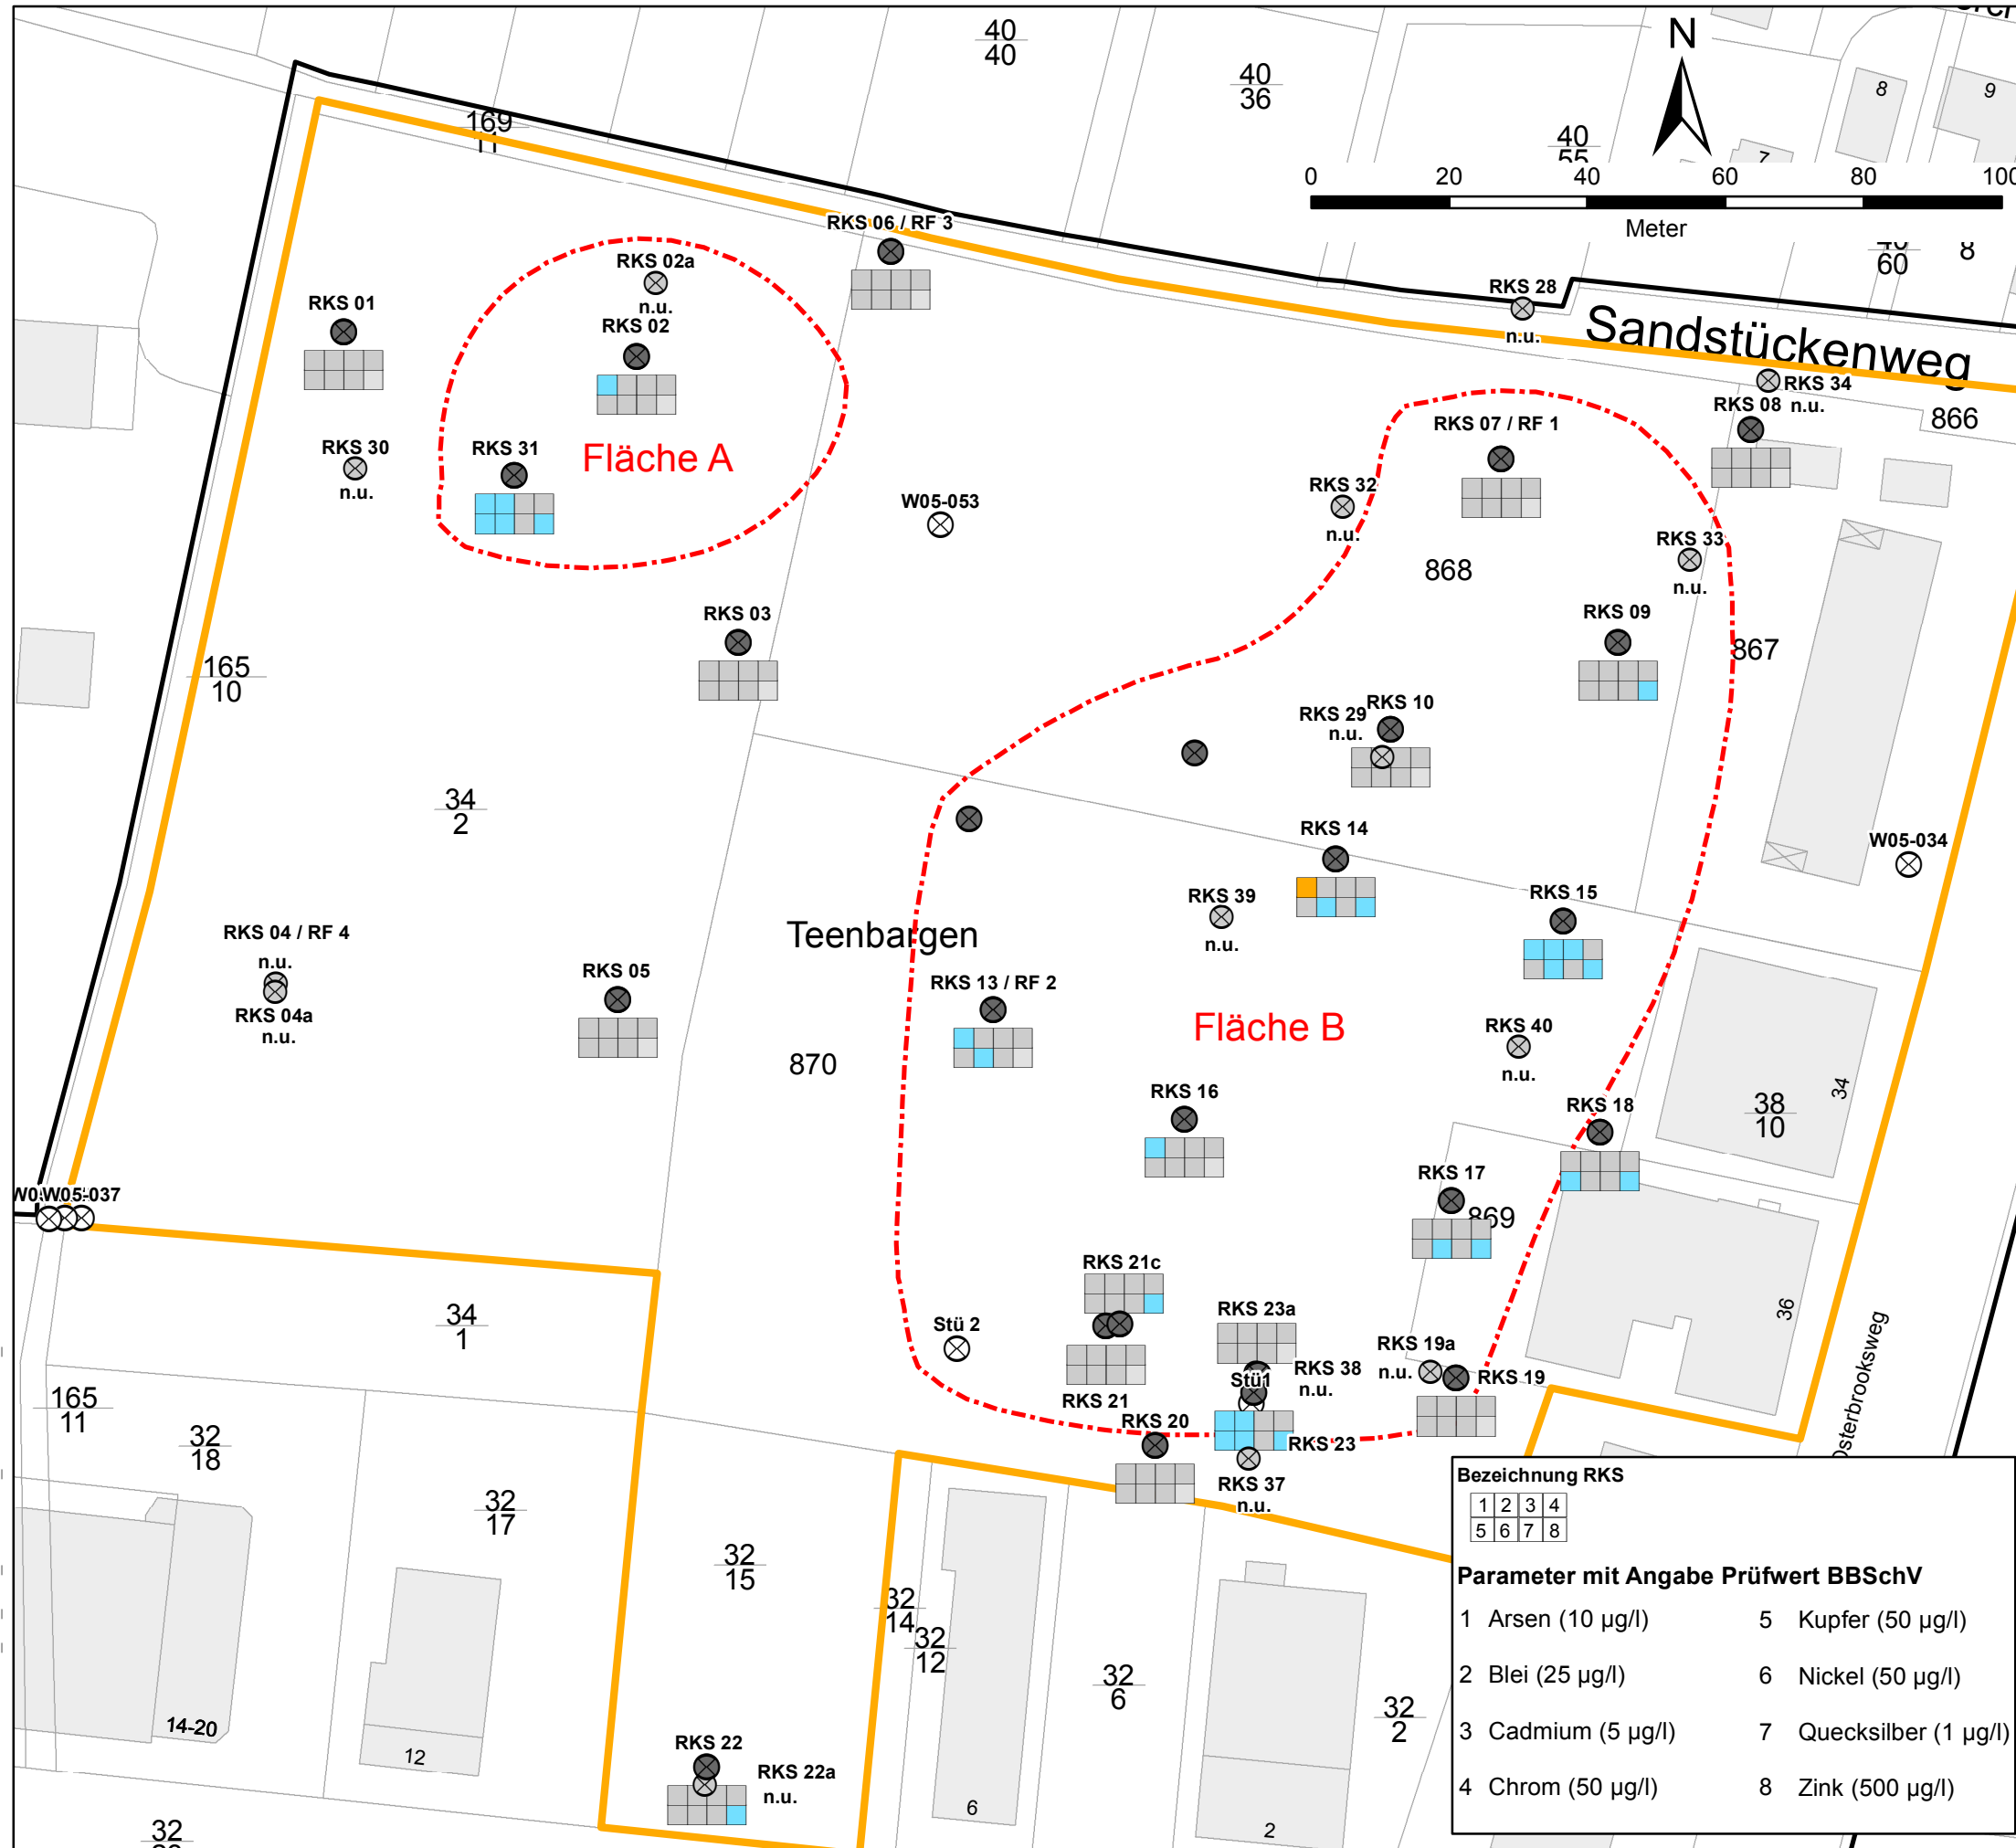 40
40
40
36
N
8
9
169
11
40
55
7
0 20 40 60 80 100
Meter
RKS 06 / RF 3
60
8
RKS 02a
n.u.
RKS 28
n.u.
Sandstückenweg
RKS 01
RKS 02
RKS 34
n.u.
RKS 08
866
RKS 07 / RF 1
RKS 30
n.u.
RKS 31
Fläche A
W05-053
RKS 32
n.u.
RKS 33
n.u.
868
RKS 03
RKS 09
867
165
10
RKS 29
n.u.
RKS 10
34
2
RKS 14
W05-034
RKS 39
n.u.
RKS 15
RKS 04 / RF 4
n.u.
RKS 04a
n.u.
RKS 05
Teenbargen
RKS 13 / RF 2
Fläche B
RKS 40
n.u.
870
RKS 16
34
38
10
RKS 18
RKS 17
869
W05-037
RKS 21c
34
1
Stü 2
RKS 23a
36
RKS 19a
n.u.
RKS 38
n.u.
Stü1
RKS 19
Osterbrooksweg
RKS 21
RKS 20
RKS 23
165
11
32
18
RKS 37
n.u.
32
17
32
15
32
14
32
12
32
6
32
2
14-20
12
RKS 22
RKS 22a
n.u.
6
2
32
Bezeichnung RKS
1 2 3 4
5 6 7 8
Parameter mit Angabe Prüfwert BBSchV
1 Arsen (10 µg/l) 5 Kupfer (50 µg/l)
2 Blei (25 µg/l) 6 Nickel (50 µg/l)
3 Cadmium (5 µg/l) 7 Quecksilber (1 µg/l)
4 Chrom (50 µg/l) 8 Zink (500 µg/l)